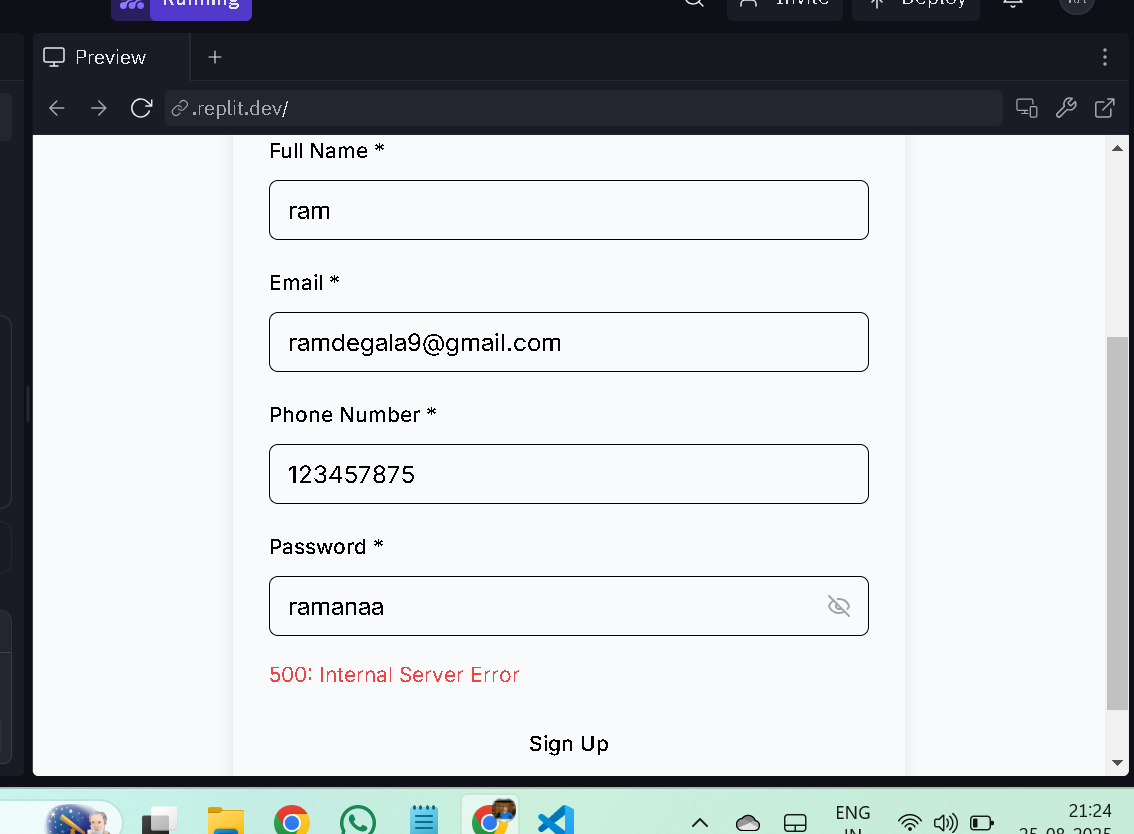 Running
Invite
Deploy
Preview
.replit.dev/
Full Name *
ram
Email *
ramdegala9@gmail.com
Phone Number *
123457875
Password *
ramanaa
500: Internal Server Error
Sign Up
ENG
IN
21:24
25-08-2025